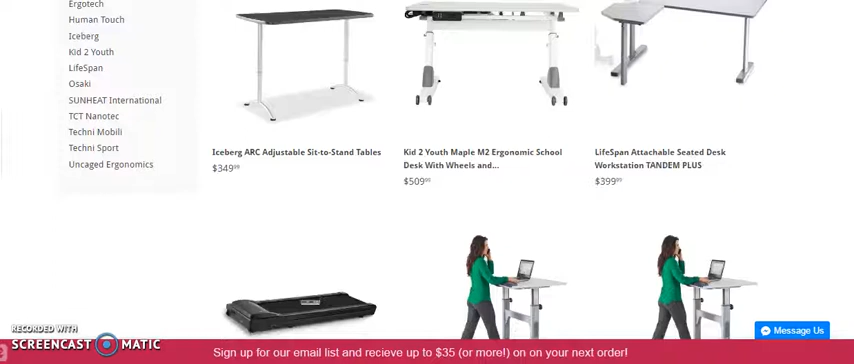 Ergotech
Human Touch
Iceberg
Kid 2 Youth
LifeSpan
Osaki
SUNHEAT International
TCT Nanotec
Techni Mobili
Techni Sport
Uncaged Ergonomics
Iceberg ARC Adjustable Sit-to-Stand Tables
$349
Kid 2 Youth Maple M2 Ergonomic School
Desk With Wheels and...
$509
LifeSpan Attachable Seated Desk
Workstation TANDEM PLUS
$399
Message Us
RECORDED WITH
SCREENCAST MATIC
Sign up for our email list and recieve up to $35 (or more!) on on your next order!